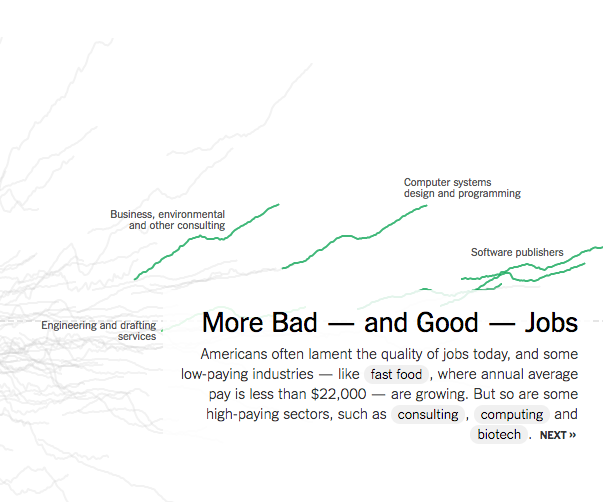 Computer systems
design and programming
Business, environmental
and other consulting
Software publishers
Engineering and drafting
services
More Bad — and Good — Jobs
Americans often lament the quality of jobs today, and some
low-paying industries — like fast food , where annual average
pay is less than $22,000 — are growing. But so are some
high-paying sectors, such as consulting , computing and
biotech . NEXT »